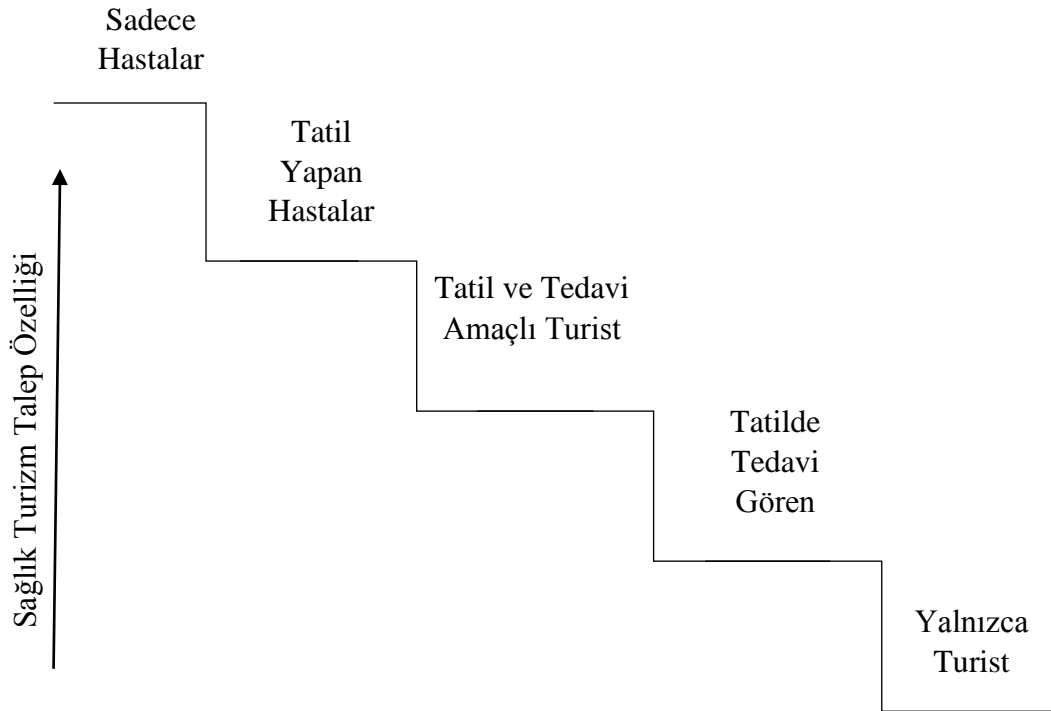 Sadece
Hastalar
Tatil
Yapan
Hastalar
Tatil ve Tedavi
Amaçlı Turist
Tatilde
Tedavi
Gören
Yalnızca
Turist
Sağlık Turizm Talep Özelliği